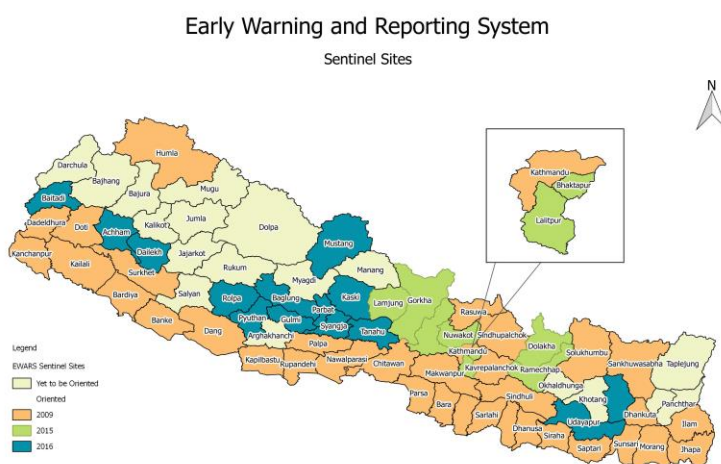 Early Warning and Reporting System
Sentinel Sites
N
Humla
Darchula
Bajhang
Mugu
Bajura
Baitadi
Jumla
Dolpa
Dadeldhura
Doti
Achham
Kalikot
Mustang
Dailekh
Jajarkot
Kanchanpur
Kailali
Surkhet
Rukum
Manang
Myagdi
Bardiya
Salyan
Rolpa
Baglung
Kaski
Lamjung
Gorkha
Parbat
Banke
Pyuthan
Gulmi
Syangja
Tanahu
Rasuwa
Dang
Arghakhanchi
Nuwakot
Sindhupalchok
Dolakha
Palpa
Kathmandu
Solukhumbu
Taplejung
Kapilbastu
Rupandehi
Nawalparasi
Chitawan
Makwanpur
Kavrepalanchok
Ramechhap
Sankhuwasabha
Okhaldhunga
Khotang
Panchthar
Parsa
Bara
Sindhuli
Dhankuta
Sarlahi
Udayapur
Ilam
Dhanusa
Siraha
Saptari
Sunsari
Morang
Jhapa
Kathmandu
Bhaktapur
Lalitpur
Legend
EWARS Sentinel Sites
Yet to be Oriented
Oriented
2009
2015
2016